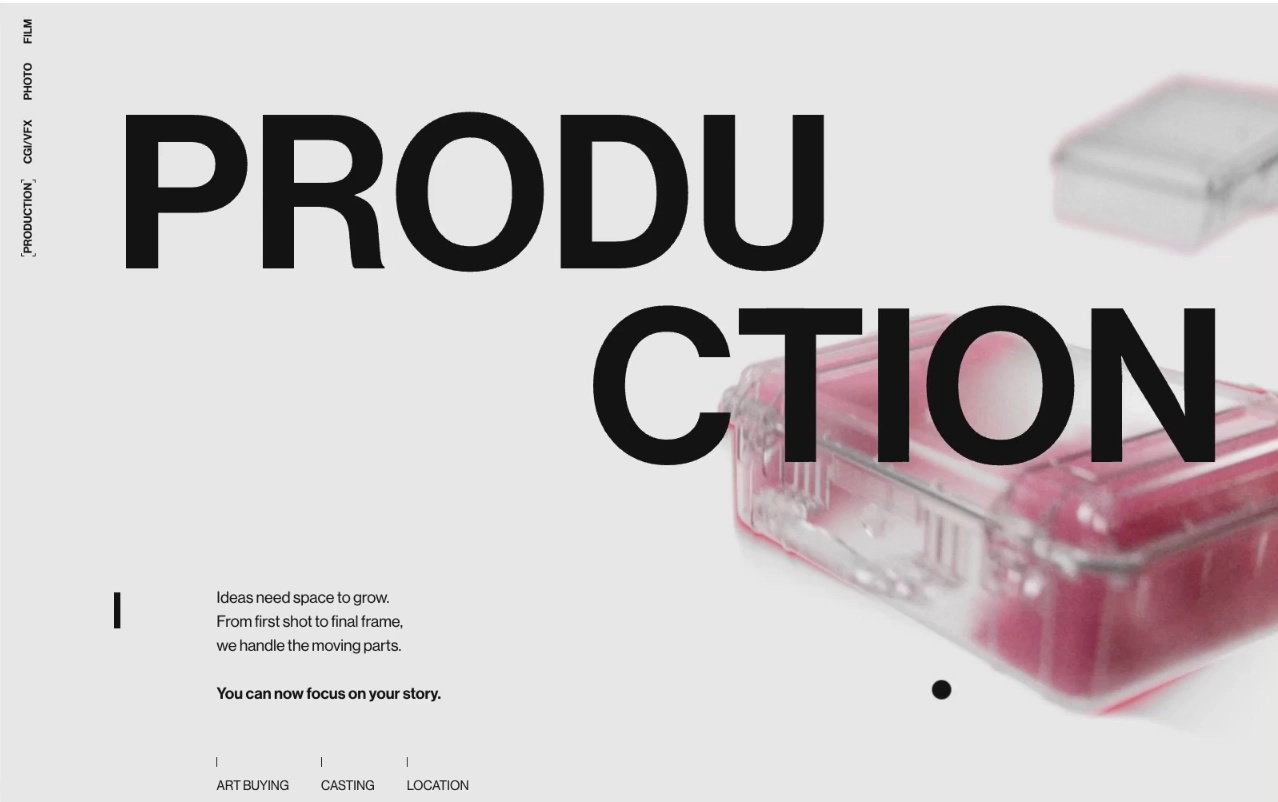 FILM
PHOTO
CGI/VFX
PRODUCTION
PRODU
CTION
Ideas need space to grow.
From first shot to final frame,
we handle the moving parts.
You can now focus on your story.
ART BUYING
CASTING
LOCATION